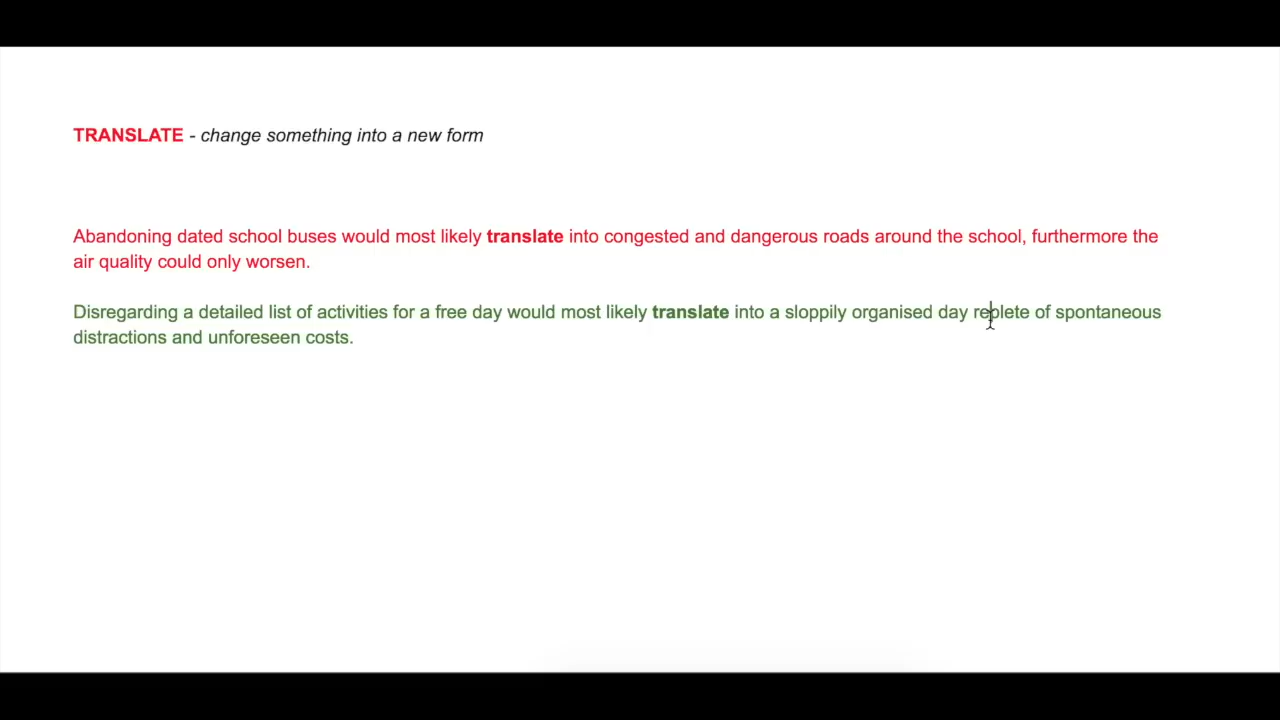 TRANSLATE - change something into a new form
Abandoning dated school buses would most likely translate into congested and dangerous roads around the school, furthermore the
air quality could only worsen.
Disregarding a detailed list of activities for a free day would most likely translate into a sloppily organised day replete of spontaneous
distractions and unforeseen costs.